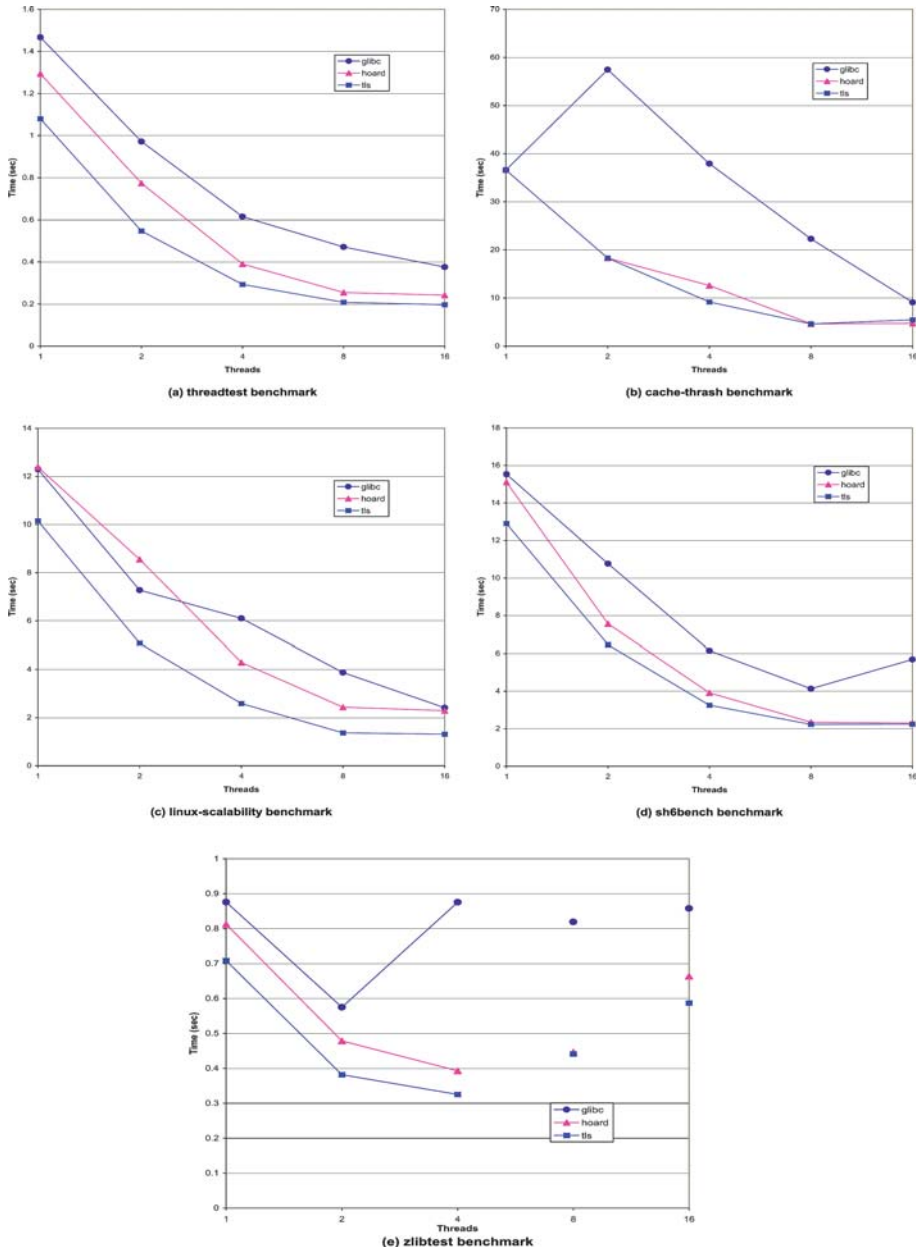 1.6
1.4
1.2
1
0.8
0.6
0.4
0.2
0
Time (sec)
glibc
hoard
tls
1 2 4 8 16
Threads
(a) threadtest benchmark
70
60
50
40
30
20
10
0
Time (sec)
glibc
hoard
tls
1 2 4 8 16
Threads
(b) cache-thrash benchmark
14
12
10
8
6
4
2
0
Time (sec)
glibc
hoard
tls
1 2 4 8 16
Threads
(c) linux-scalability benchmark
18
16
14
12
10
8
6
4
2
0
Time (sec)
glibc
hoard
tls
1 2 4 8 16
Threads
(d) sh6bench benchmark
1
0.9
0.8
0.7
0.6
0.5
0.4
0.3
0.2
0.1
0
Time (sec)
glibc
hoard
tls
1 2 4 8 16
Threads
(e) zlibtest benchmark